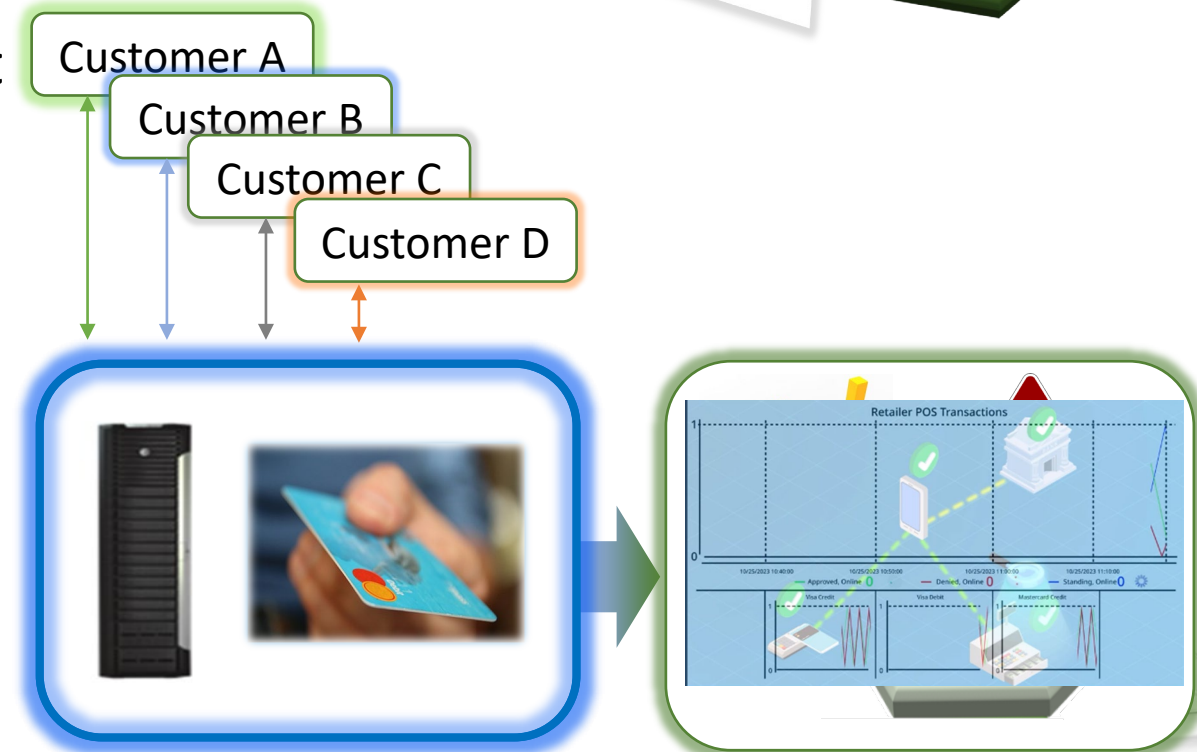 t
Customer A
Customer B
Customer C
Customer D
Retailer POS Transactions
1
0
10/25/2023 10:40:00 10/25/2023 10:50:00 10/25/2023 11:00:00 10/25/2023 11:10:00
Approved, Online 0 Denied, Online 0 Standing, Online 0
Visa Credit Visa Debit Mastercard Credit
1 1 1
0 0 0